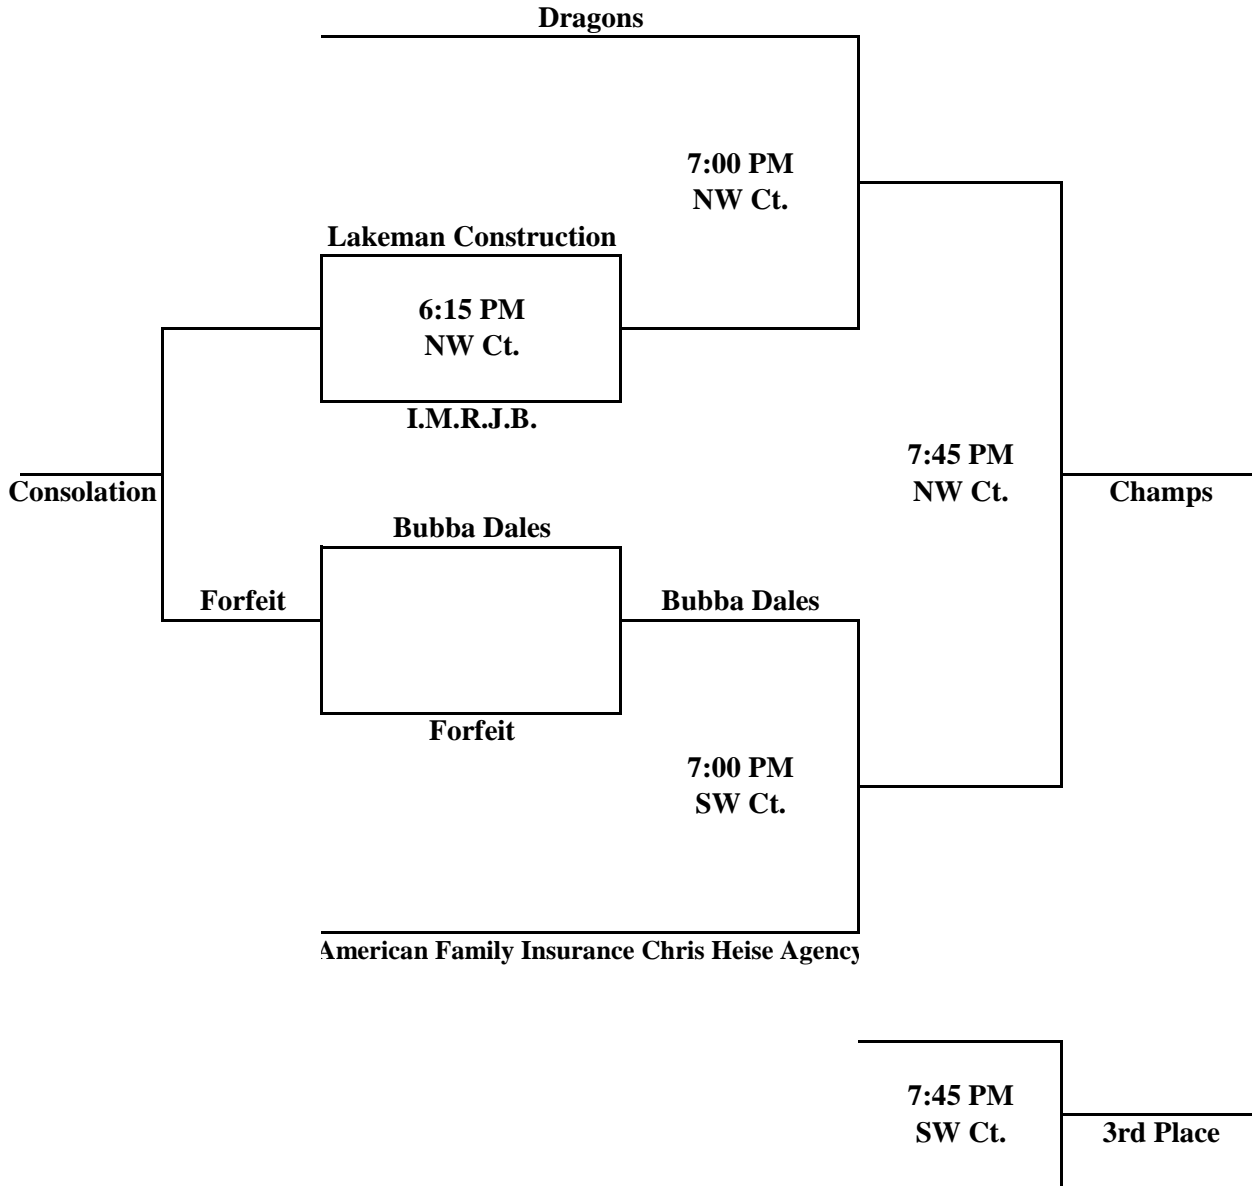 Dragons
7:00 PM
NW Ct.
Lakeman Construction
6:15 PM
NW Ct.
I.M.R.J.B.
7:45 PM
NW Ct.
Consolation
Champs
Bubba Dales
Forfeit
Bubba Dales
Forfeit
7:00 PM
SW Ct.
American Family Insurance Chris Heise Agency
7:45 PM
SW Ct.
3rd Place